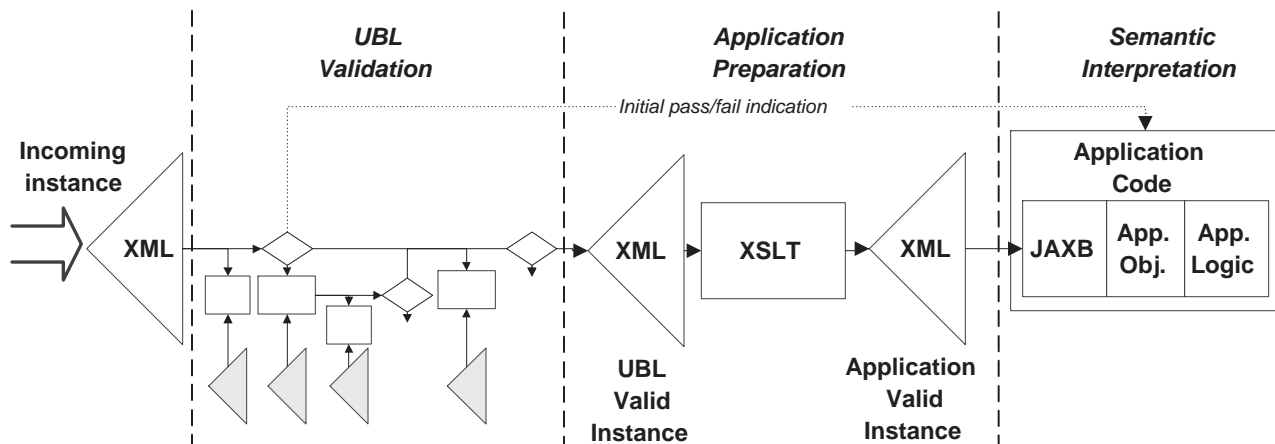 UBL
Validation
Application
Preparation
Semantic
Interpretation
Initial pass/fail indication
Incoming
instance
XML
XML
XSLT
XML
Application
Code
JAXB
App.
Obj.
App.
Logic
UBL
Valid
Instance
Application
Valid
Instance